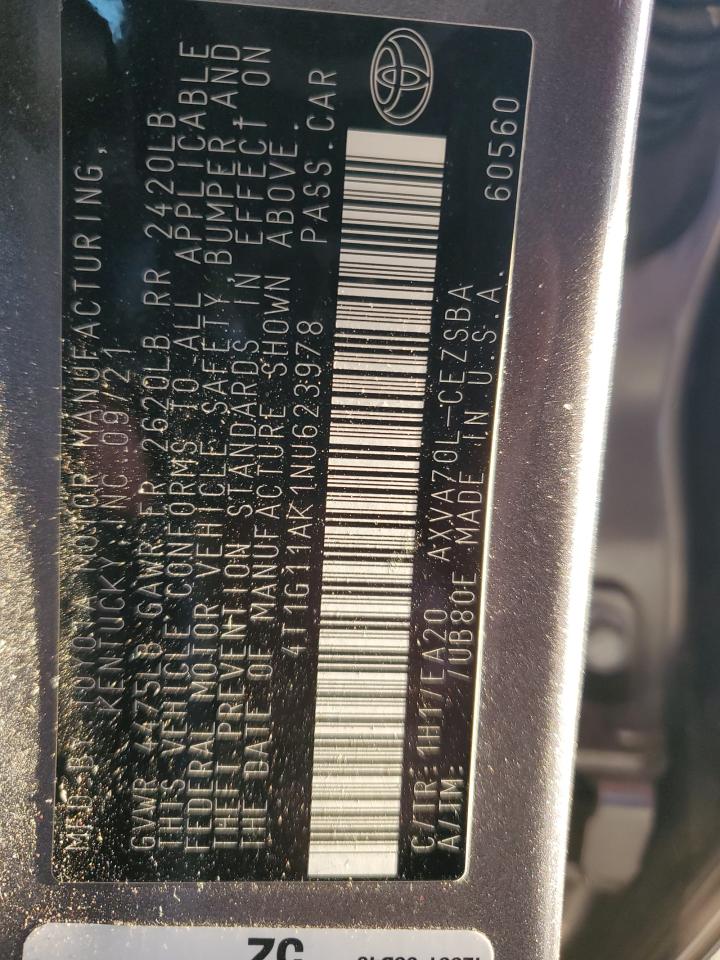 MFD. BY TOYOTA MOTOR MANUFACTURING,
KENTUCKY, INC. 09/21
GVWR 4475LB GAWR FR 2620LB RR 2420LB
THIS VEHICLE CONFORMS TO ALL APPLICABLE
FEDERAL MOTOR VEHICLE SAFETY, BUMPER AND
THEFT PREVENTION STANDARDS IN EFFECT ON
THE DATE OF MANUFACTURE SHOWN ABOVE.
4T1G11AK1NU623978 PASS.CAR
C/TR: 1H1/EA20 AXVA70L-CEZSBA
A/TM: /UB80E MADE IN U.S.A. 60560